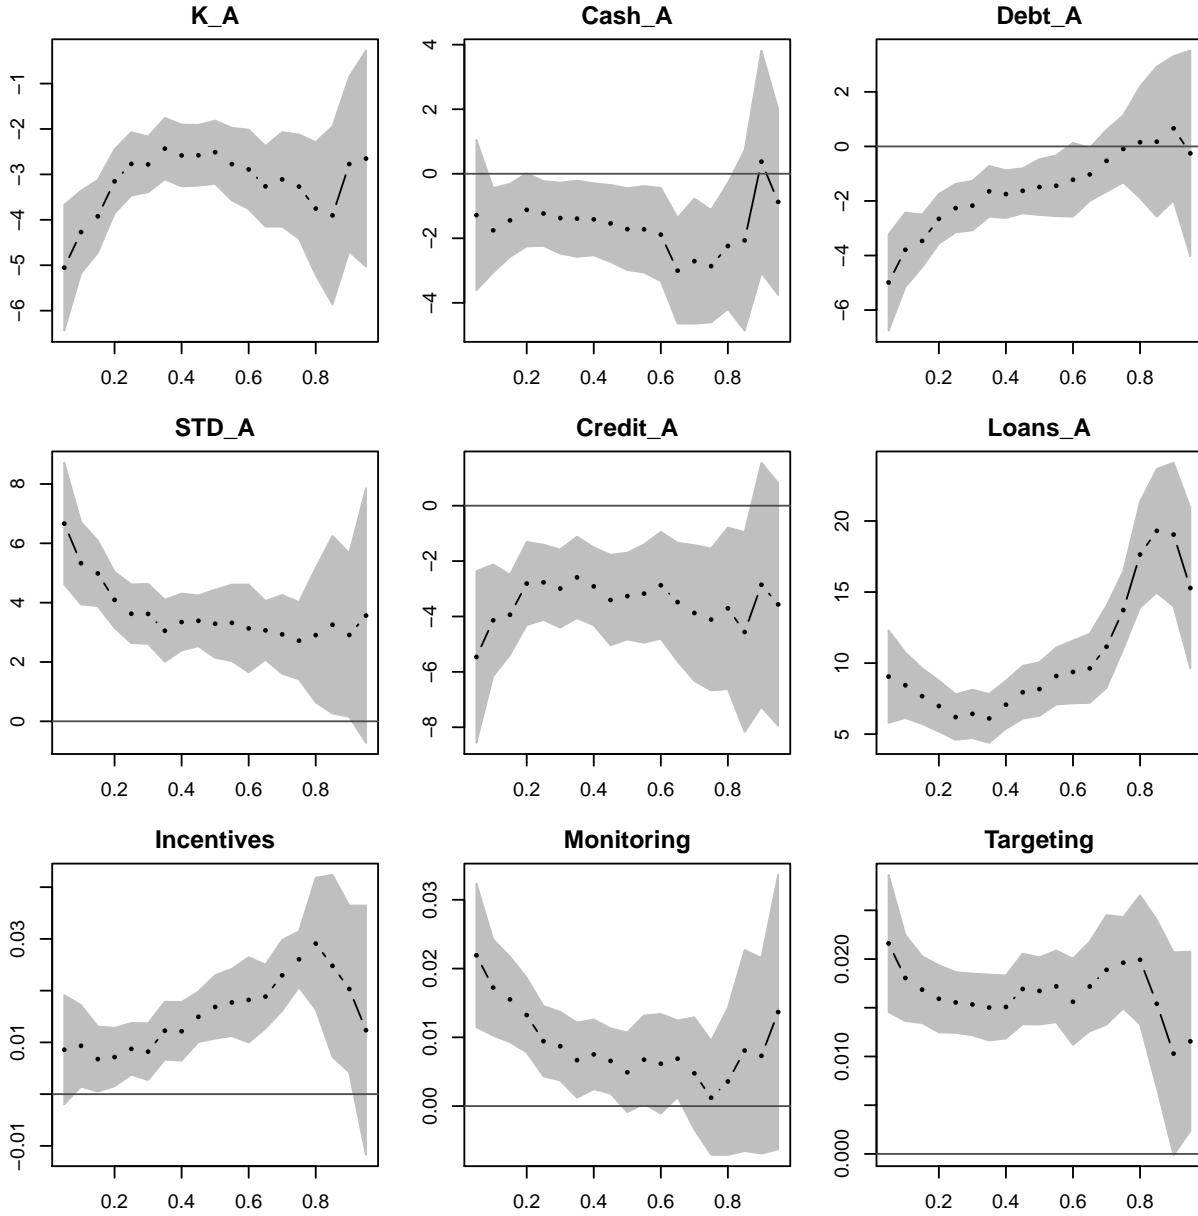 K_A Cash_A Debt_A
−1 −2 −3 −4 −5 −6
4 2 0 −2 −4
2 0 −2 −4 −6
0.2 0.4 0.6 0.8 0.2 0.4 0.6 0.8 0.2 0.4 0.6 0.8
STD_A Credit_A Loans_A
8 6 4 2 0
0 −2 −4 −6 −8
20 15 10 5
0.2 0.4 0.6 0.8 0.2 0.4 0.6 0.8 0.2 0.4 0.6 0.8
Incentives Monitoring Targeting
0.03 0.01 −0.01
0.03 0.02 0.01 0.00
0.020 0.010 0.000
0.2 0.4 0.6 0.8 0.2 0.4 0.6 0.8 0.2 0.4 0.6 0.8